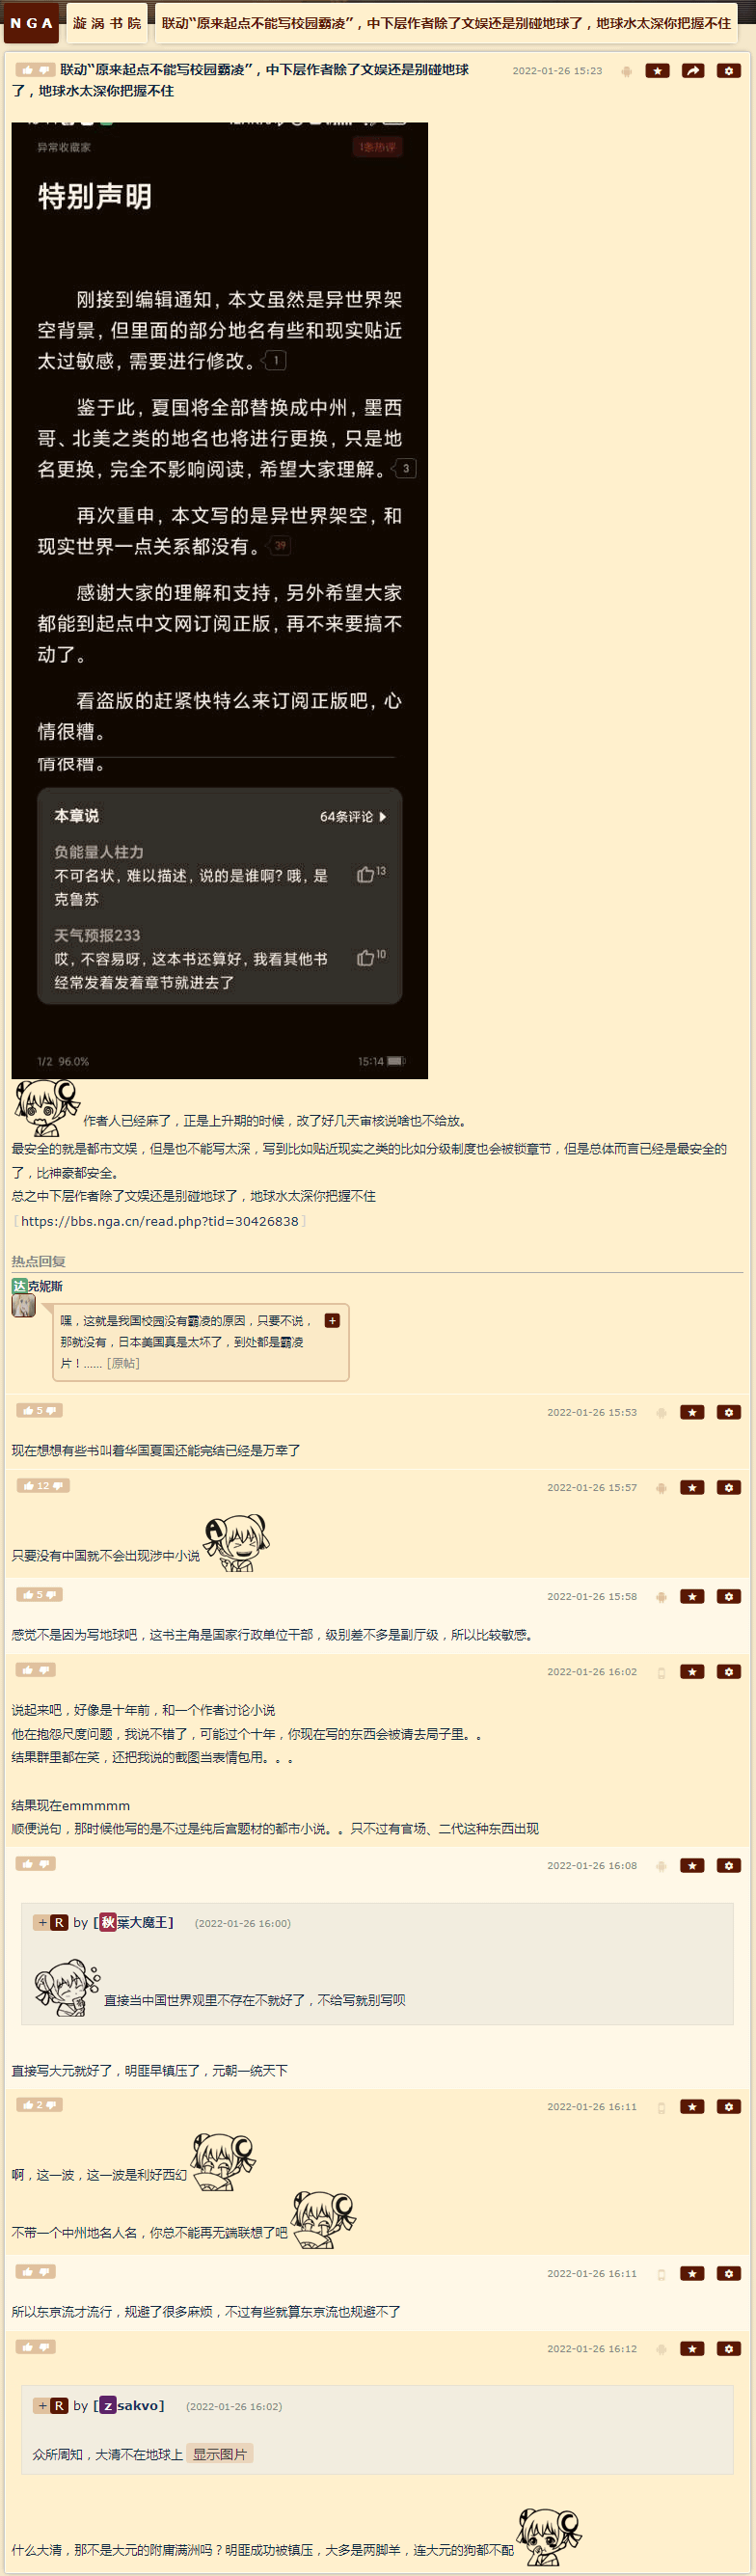 NGA
漩涡书院
联动“原来起点不能写校园霸凌”，中下层作者除了文娱还是别碰地球了，地球水太深你把握不住
联动“原来起点不能写校园霸凌”，中下层作者除了文娱还是别碰地球
了，地球水太深你把握不住
2022-01-26 15:23
异常收藏家
1条热评
特别声明
刚接到编辑通知，本文虽然是异世界架
空背景，但里面的部分地名有些和现实贴近
太过敏感，需要进行修改。
1
鉴于此，夏国将全部替换成中州，墨西
哥、北美之类的地名也将进行更换，只是地
名更换，完全不影响阅读，希望大家理解。
3
再次重申，本文写的是异世界架空，和
现实世界一点关系都没有。
39
感谢大家的理解和支持，另外希望大家
都能到起点中文网订阅正版，再不来要搞不
动了。
看盗版的赶紧快特么来订阅正版吧，心
情很糟。
情很糟。
本章说
64条评论
负能量人柱力
不可名状，难以描述，说的是谁啊？哦，是
克鲁苏
13
天气预报233
哎，不容易呀，这本书还算好，我看其他书
经常发着发着章节就进去了
10
1/2 96.0%
15:14
作者人已经麻了，正是上升期的时候，改了好几天审核说啥也不给放。
最安全的就是都市文娱，但是也不能写太深，写到比如贴近现实之类的比如分级制度也会被锁章节，但是总体而言已经是最安全的
了，比神豪都安全。
总之中下层作者除了文娱还是别碰地球了，地球水太深你把握不住
[https://bbs.nga.cn/read.php?tid=30426838]
热点回复
达克妮斯
嘿，这就是我国校园没有霸凌的原因，只要不说，
那就没有，日本美国真是太坏了，到处都是霸凌
片！...... [原帖]
+
5
2022-01-26 15:53
现在想想有些书叫着华国夏国还能完结已经是万幸了
12
2022-01-26 15:57
只要没有中国就不会出现涉中小说
5
2022-01-26 15:58
感觉不是因为写地球吧，这书主角是国家行政单位干部，级别差不多是副厅级，所以比较敏感。
2022-01-26 16:02
说起来吧，好像是十年前，和一个作者讨论小说
他在抱怨尺度问题，我说不错了，可能过个十年，你现在写的东西会被请去局子里。。
结果群里都在笑，还把我说的截图当表情包用。。。
结果现在emmmmm
顺便说句，那时候他写的是不过是纯后宫题材的都市小说。。只不过有官场、二代这种东西出现
2022-01-26 16:08
+ R by [秋葉大魔王] (2022-01-26 16:00)
直接当中国世界观里不存在不就好了，不给写就别写呗
直接写大元就好了，明匪早镇压了，元朝一统天下
2
2022-01-26 16:11
啊，这一波，这一波是利好西幻
不带一个中州地名人名，你总不能再无端联想了吧
2022-01-26 16:11
所以东京流才流行，规避了很多麻烦，不过有些就算东京流也规避不了
2022-01-26 16:12
+ R by [zsakvo] (2022-01-26 16:02)
众所周知，大清不在地球上 显示图片
什么大清，那不是大元的附庸满洲吗？明匪成功被镇压，大多是两脚羊，连大元的狗都不配